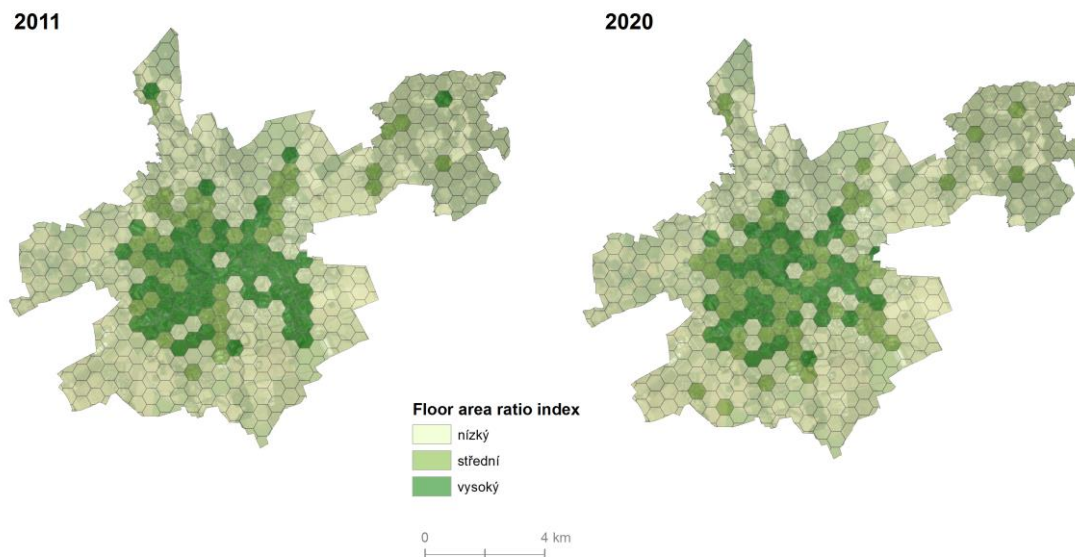 2011
2020
Floor area ratio index
nízký
střední
vysoký
0 4 km